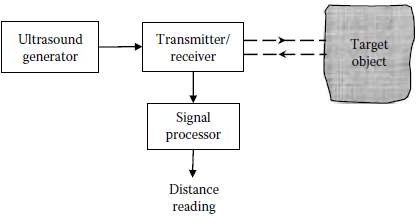 Ultrasound
generator
Transmitter/
receiver
Target
object
Signal
processor
Distance
reading